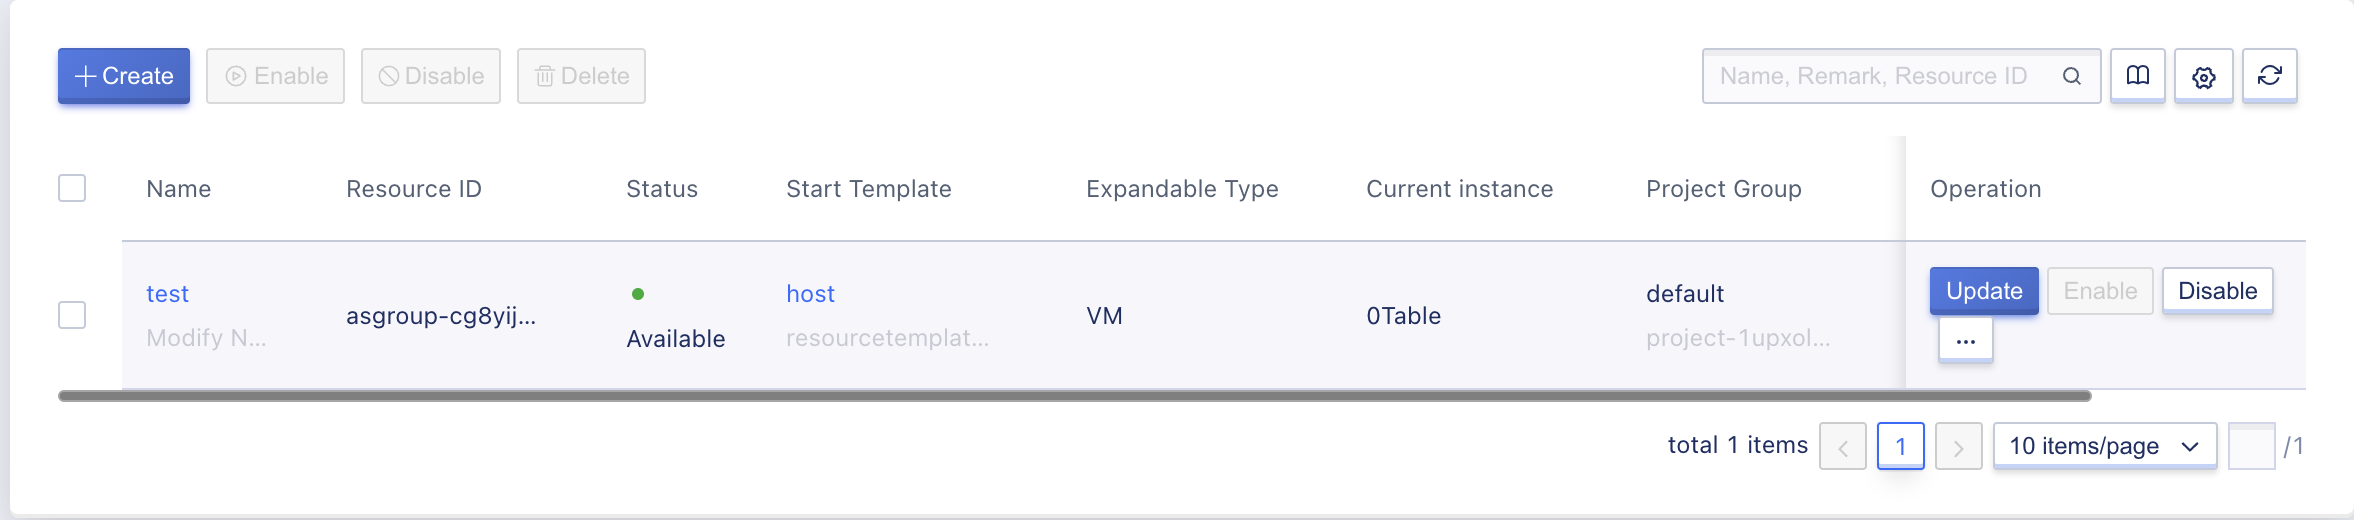 Create Enable Disable Delete Name, Remark, Resource ID
Name Resource ID Status Start Template Expandable Type Current instance Project Group Operation
test host default Update Enable Disable
asgroup-cg8yij... VM 0Table
Modify N... Available resourcetemplat... project-1upxol... ...
total 1 items 1 10 items/page /1